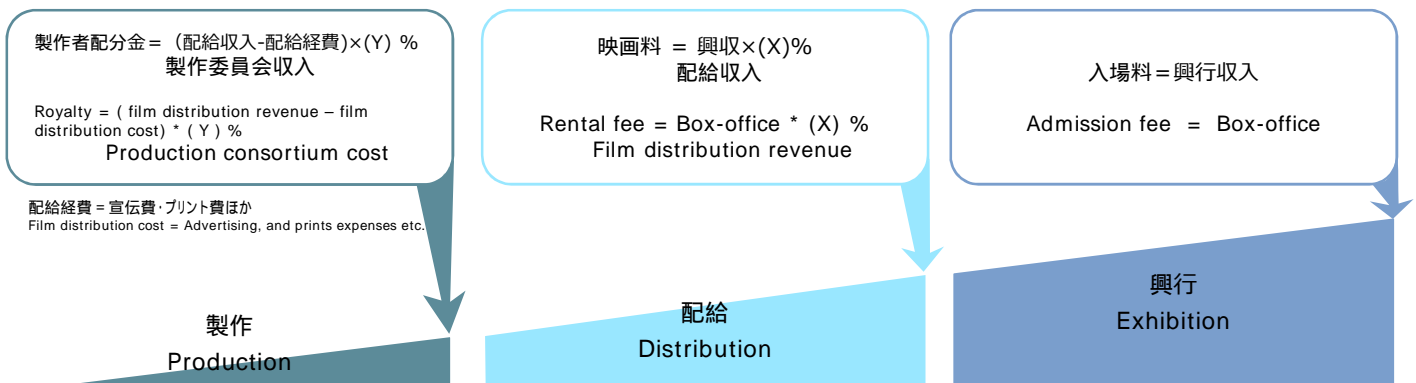 製作者配分金＝（配給収入-配給経費)×(Y) %
製作委員会収入
Royalty = ( film distribution revenue – film
distribution cost) * ( Y ) %
Production consortium cost
配給経費＝宣伝費･プリント費ほか
Film distribution cost = Advertising, and prints expenses etc.
製作
Production
映画料 = 興収×(X)%
配給収入
Rental fee = Box-office * (X) %
Film distribution revenue
配給
Distribution
入場料＝興行収入
Admission fee = Box-office
興行
Exhibition